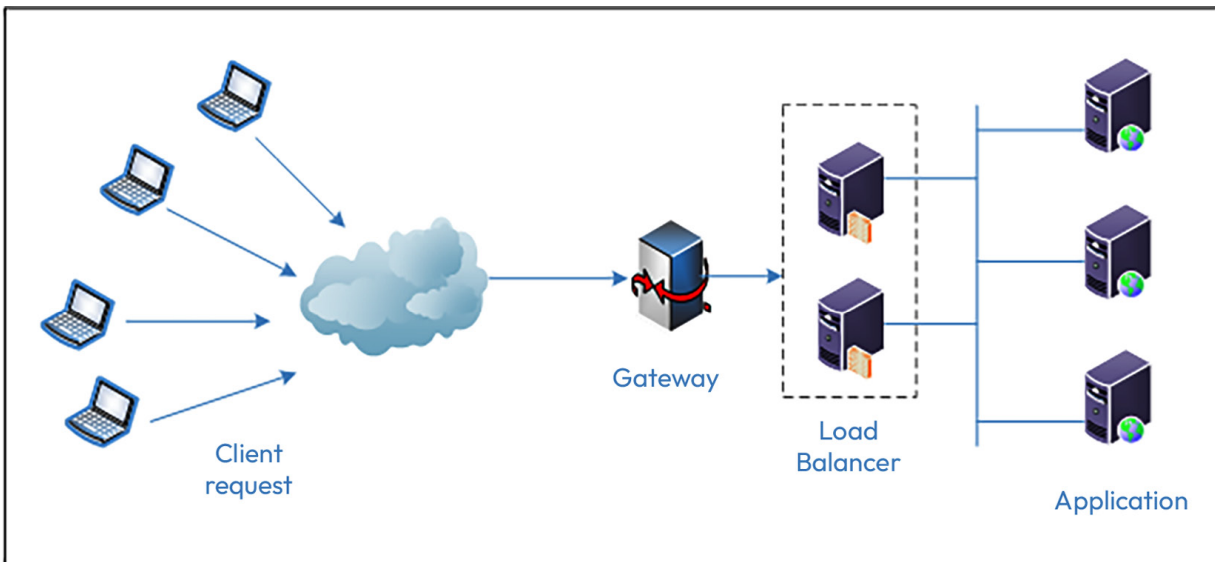 Client
request
Gateway
Load
Balancer
Application